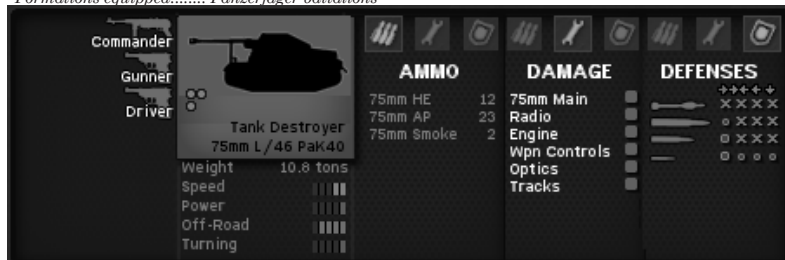 Formations equipped........ Panzerjager battalions
Commander
Gunner
Driver
Tank Destroyer
75mm L/46 PaK40
Weight 10.8 tons
Speed
Power
Off-Road
Turning
AMMO
75mm HE 12
75mm AP 23
75mm Smoke 2
DAMAGE
75mm Main
Radio
Engine
Wpn Controls
Optics
Tracks
DEFENSES